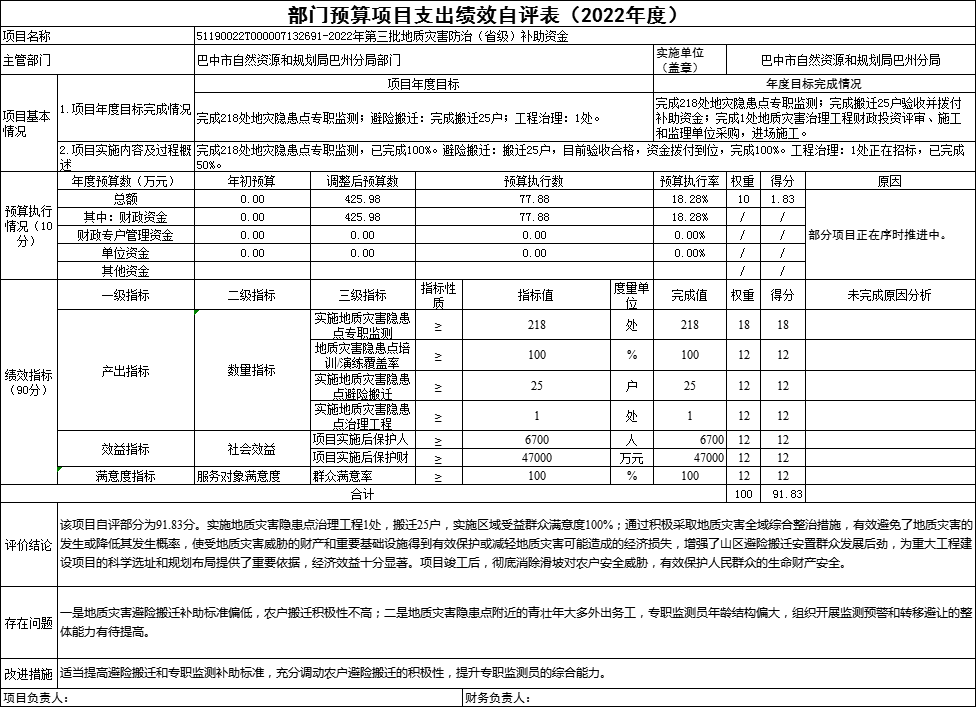 部门预算项目支出绩效自评表（2022年度）
项目名称 51190022T000007132691-2022年第三批地质灾害防治（省级）补助资金
主管部门 巴中市自然资源和规划局巴州分局部门 实施单位（盖章） 巴中市自然资源和规划局巴州分局
项目基本情况 1.项目年度目标完成情况 项目年度目标 年度目标完成情况
完成218处地灾隐患点专职监测；避险搬迁：完成搬迁25户；工程治理：1处。
完成218处地灾隐患点专职监测；完成搬迁25户验收并拨付
补助资金；完成1处地质灾害治理工程财政投资评审、施工
和监理单位采购，进场施工。
2.项目实施内容及过程概述
完成218处地灾隐患点专职监测，已完成100%。避险搬迁：搬迁25户，目前验收合格，资金拨付到位，完成100%。工程治理：1处正在招标，已完成
50%。
预算执行情况（10分） 年度预算数（万元） 年初预算 调整后预算数 预算执行数 预算执行率 权重 得分 原因
总额 0.00 425.98 77.88 18.28% 10 1.83 部分项目正在序时推进中。
其中：财政资金 0.00 425.98 77.88 18.28% / /
财政专户管理资金 0.00 0.00 0.00 0.00% / /
单位资金 0.00 0.00 0.00 0.00% / /
其他资金 / /
绩效指标（90分） 一级指标 二级指标 三级指标 指标性质 指标值 度量单位 完成值 权重 得分 未完成原因分析
产出指标 数量指标 实施地质灾害隐患点专职监测 ≥ 218 处 218 18 18
地质灾害隐患点培训/演练覆盖率 ≥ 100 % 100 12 12
实施地质灾害隐患点避险搬迁 ≥ 25 户 25 12 12
实施地质灾害隐患点治理工程 ≥ 1 处 1 12 12
效益指标 社会效益 项目实施后保护人 ≥ 6700 人 6700 12 12
项目实施后保护财 ≥ 47000 万元 47000 12 12
满意度指标 服务对象满意度 群众满意率 ≥ 100 % 100 12 12
合计 100 91.83
评价结论
该项目自评部分为91.83分。实施地质灾害隐患点治理工程1处，搬迁25户，实施区域受益群众满意度100%；通过积极采取地质灾害全域综合整治措施，有效避免了地质灾害的
发生或降低其发生概率，使受地质灾害威胁的财产和重要基础设施得到有效保护或减轻地质灾害可能造成的经济损失，增强了山区避险搬迁安置群众发展后劲，为重大工程建
设项目的科学选址和规划布局提供了重要依据，经济效益十分显著。项目竣工后，彻底消除滑坡对农户安全威胁，有效保护人民群众的生命财产安全。
存在问题
一是地质灾害避险搬迁补助标准偏低，农户搬迁积极性不高；二是地质灾害隐患点附近的青壮年大多外出务工，专职监测员年龄结构偏大，组织开展监测预警和转移避让的整
体能力有待提高。
改进措施 适当提高避险搬迁和专职监测补助标准，充分调动农户避险搬迁的积极性，提升专职监测员的综合能力。
项目负责人： 财务负责人：